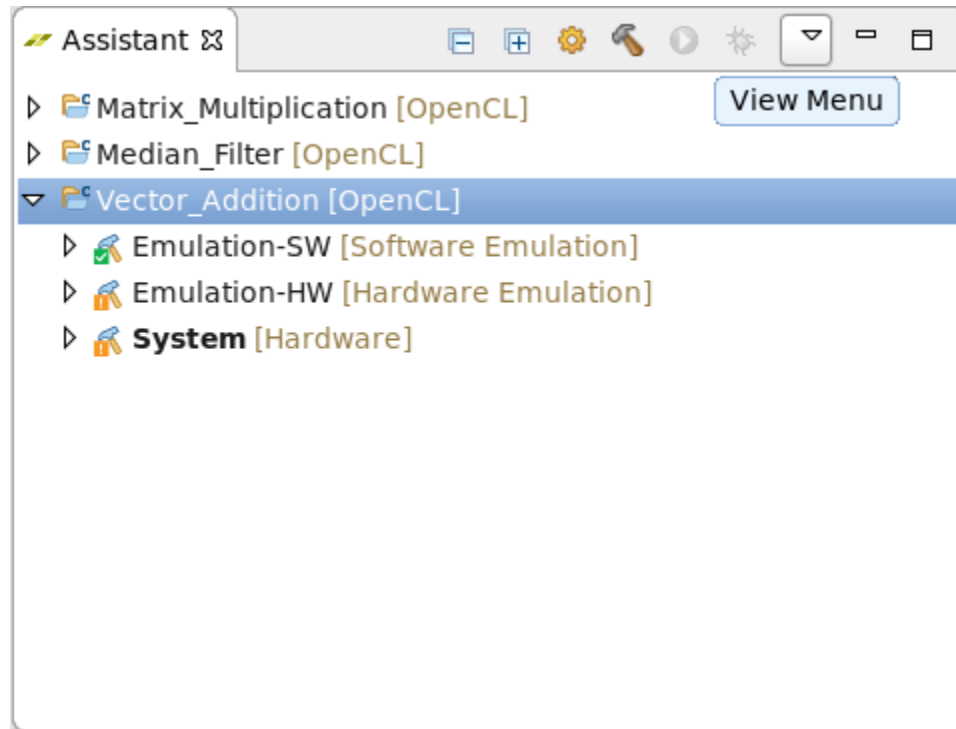 Assistant
View Menu
Matrix_Multiplication [OpenCL]
Median_Filter [OpenCL]
Vector_Addition [OpenCL]
Emulation-SW [Software Emulation]
Emulation-HW [Hardware Emulation]
System [Hardware]